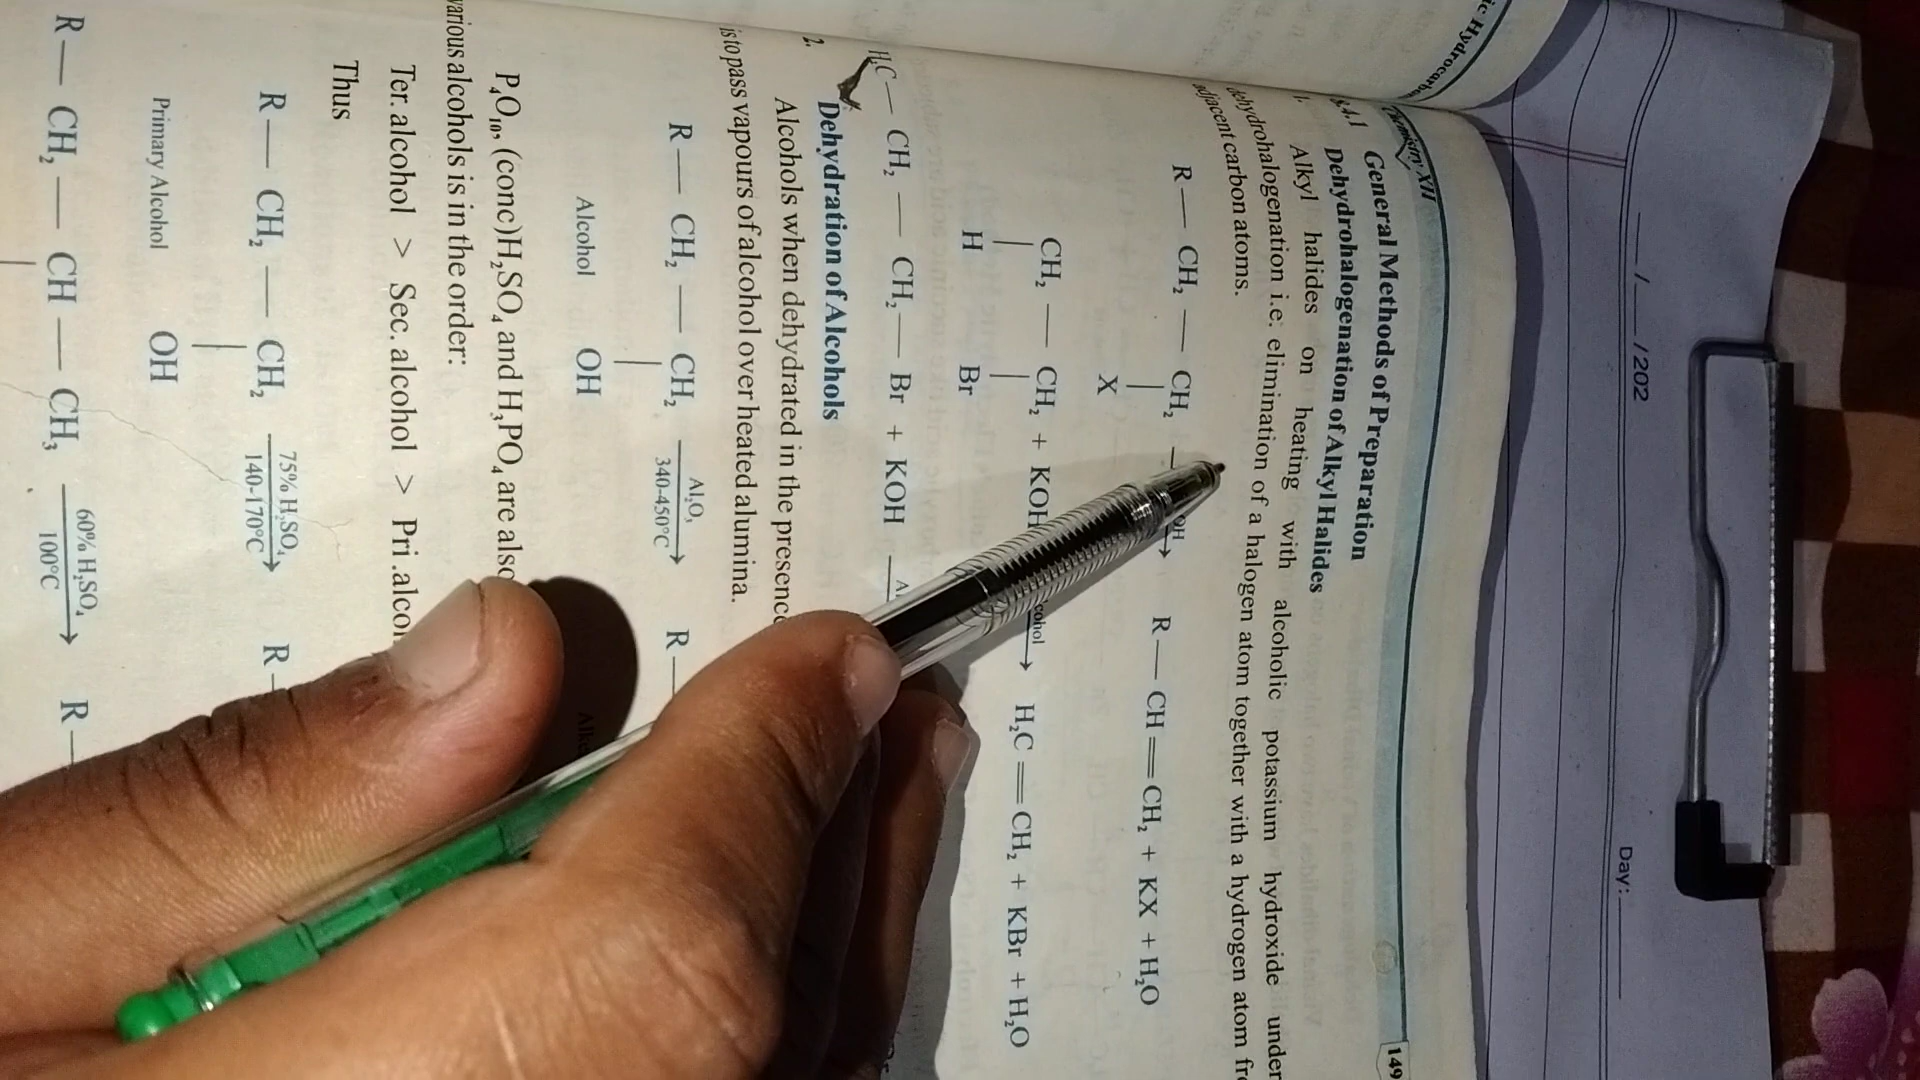 Chemistry XII
149
8.4.1 General Methods of Preparation
Dehydrohalogenation of Alkyl Halides
1. Alkyl halides on heating with alcoholic potassium hydroxide under
dehydrohalogenation i.e: elimination of a halogen atom together with a hydrogen atom
adjacent carbon atoms.
R — CH₂ — CH₂ → R — CH = CH₂ + KX + H₂O
X
CH₂ — CH₂ + KOH → H₂C = CH₂ + KBr + H₂O
H Br
H₃C — CH₂ — CH₂ — Br + KOH
2. Dehydration of Alcohols
Alcohols when dehydrated in the presence
is to pass vapours of alcohol over heated alumina.
R — CH₂ — CH₂ Al₂O₃ 340-450°C → R —
OH
Alcohol
P₄O₁₀, (conc) H₂SO₄ and H₃PO₄ are also
various alcohols is in the order:
Ter. alcohol > Sec. alcohol > Pri .alco
Thus
R — CH₂ — CH₂ 75% H₂SO₄ 140-170°C → R —
OH
Primary Alcohol
R — CH₂ — CH — CH₃ 60% H₂SO₄ 100°C → R —
___/___/202
Day: